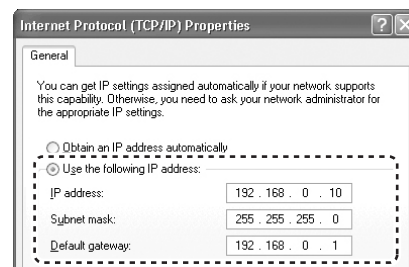 Internet Protocol (TCP/IP) Properties
General
You can get IP settings assigned automatically if your network supports
this capability. Otherwise, you need to ask your network administrator for
the appropriate IP settings.
Obtain an IP address automatically
Use the following IP address:
IP address: 192 . 168 . 0 . 10
Subnet mask: 255 . 255 . 255 . 0
Default gateway: 192 . 168 . 0 . 1